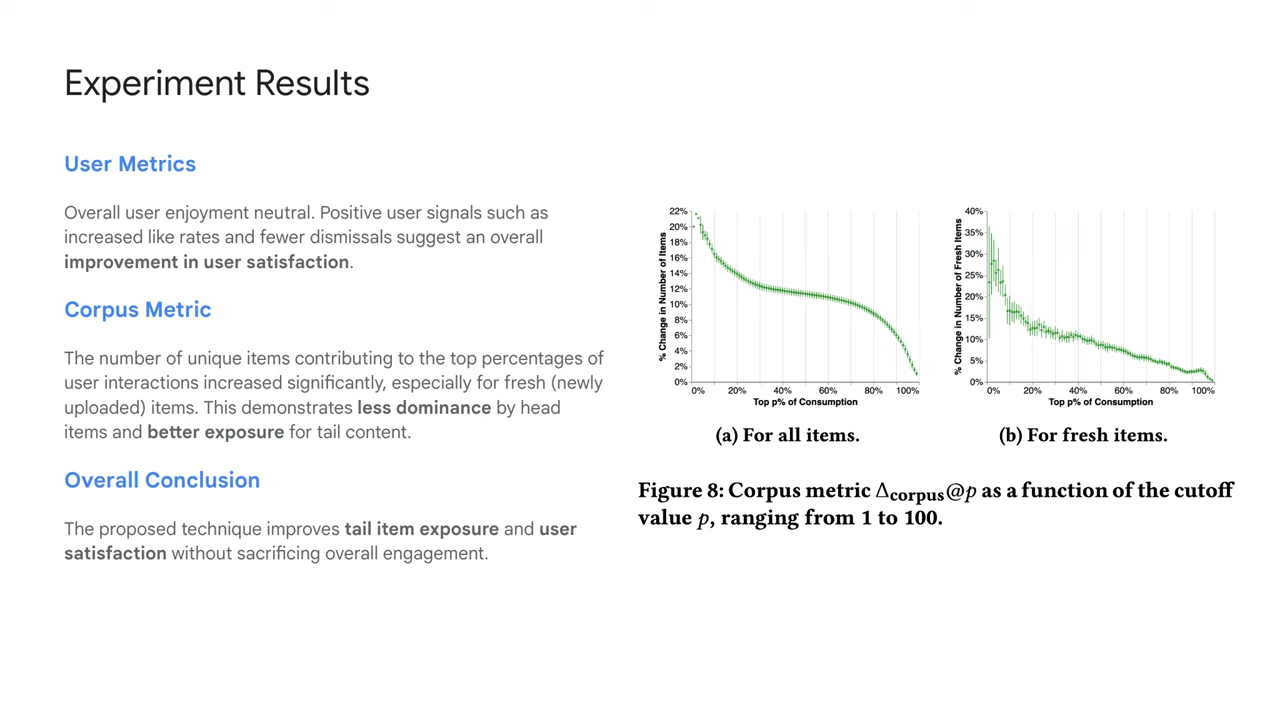 Experiment Results
User Metrics
Overall user enjoyment neutral. Positive user signals such as
increased like rates and fewer dismissals suggest an overall
improvement in user satisfaction.
Corpus Metric
The number of unique items contributing to the top percentages of
user interactions increased significantly, especially for fresh (newly
uploaded) items. This demonstrates less dominance by head
items and better exposure for tail content.
Overall Conclusion
The proposed technique improves tail item exposure and user
satisfaction without sacrificing overall engagement.
% Change in Number of Items
22%
20%
18%
16%
14%
12%
10%
8%
6%
4%
2%
0%
0% 20% 40% 60% 80% 100%
Top p% of Consumption
(a) For all items.
% Change in Number of Fresh Items
40%
35%
30%
25%
20%
15%
10%
5%
0%
0% 20% 40% 60% 80% 100%
Top p% of Consumption
(b) For fresh items.
Figure 8: Corpus metric Δcorpus@p as a function of the cutoff
value p, ranging from 1 to 100.